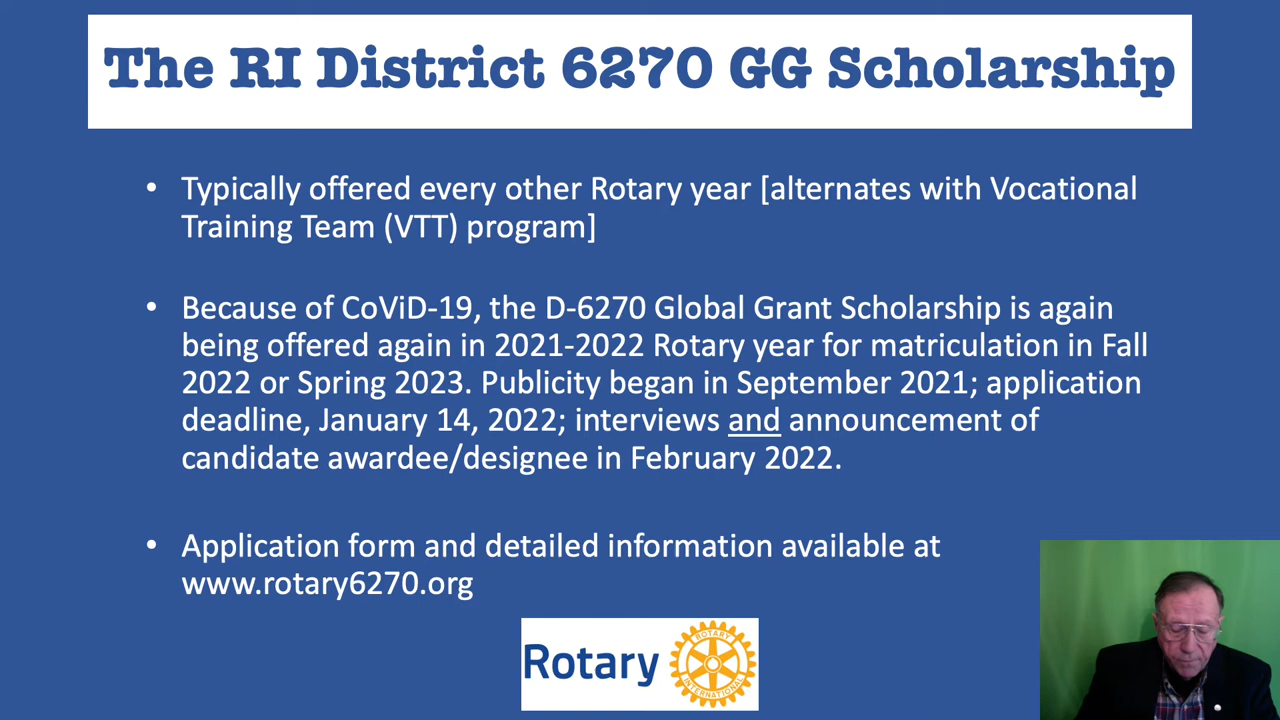 The RI District 6270 GG Scholarship
• Typically offered every other Rotary year [alternates with Vocational
Training Team (VTT) program]
• Because of CoViD-19, the D-6270 Global Grant Scholarship is again
being offered again in 2021-2022 Rotary year for matriculation in Fall
2022 or Spring 2023. Publicity began in September 2021; application
deadline, January 14, 2022; interviews and announcement of
candidate awardee/designee in February 2022.
• Application form and detailed information available at
www.rotary6270.org
Rotary
ROTARY
INTERNATIONAL